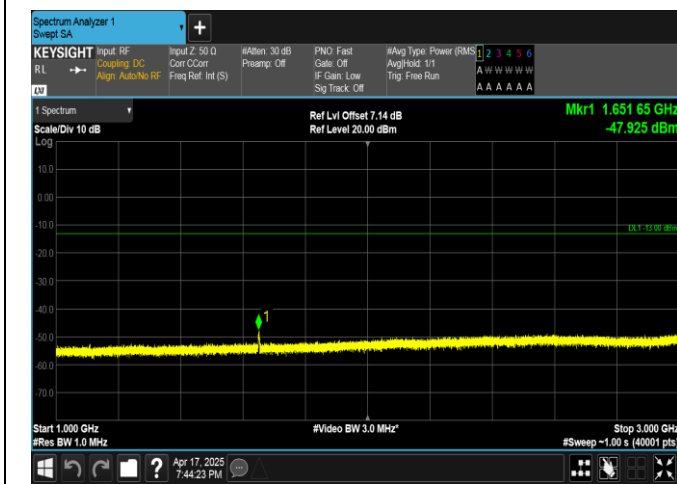 Spectrum Analyzer 1
Swept SA
+
KEYSIGHT Input: RF Input Z: 50 Ω #Atten: 30 dB PNO: Fast #Avg Type: Power (RMS 1 2 3 4 5 6
RL Coupling: DC Corr CCorr Preamp: Off Gate: Off Avg|Hold: 1/1 A W W W W W
Align: Auto/No RF Freq Ref: Int (S) IF Gain: Low Trig: Free Run
LXI Sig Track: Off A A A A A A
1 Spectrum Ref Lvl Offset 7.14 dB Mkr1 1.651 65 GHz
Scale/Div 10 dB Ref Level 20.00 dBm -47.925 dBm
Log
10.0
0.00
-10.0 DL1 -13.00 dBm
-20.0
-30.0
-40.0
1
-50.0
-60.0
-70.0
Start 1.000 GHz #Video BW 3.0 MHz* Stop 3.000 GHz
#Res BW 1.0 MHz #Sweep ~1.00 s (40001 pts)
? Apr 17, 2025
7:44:23 PM